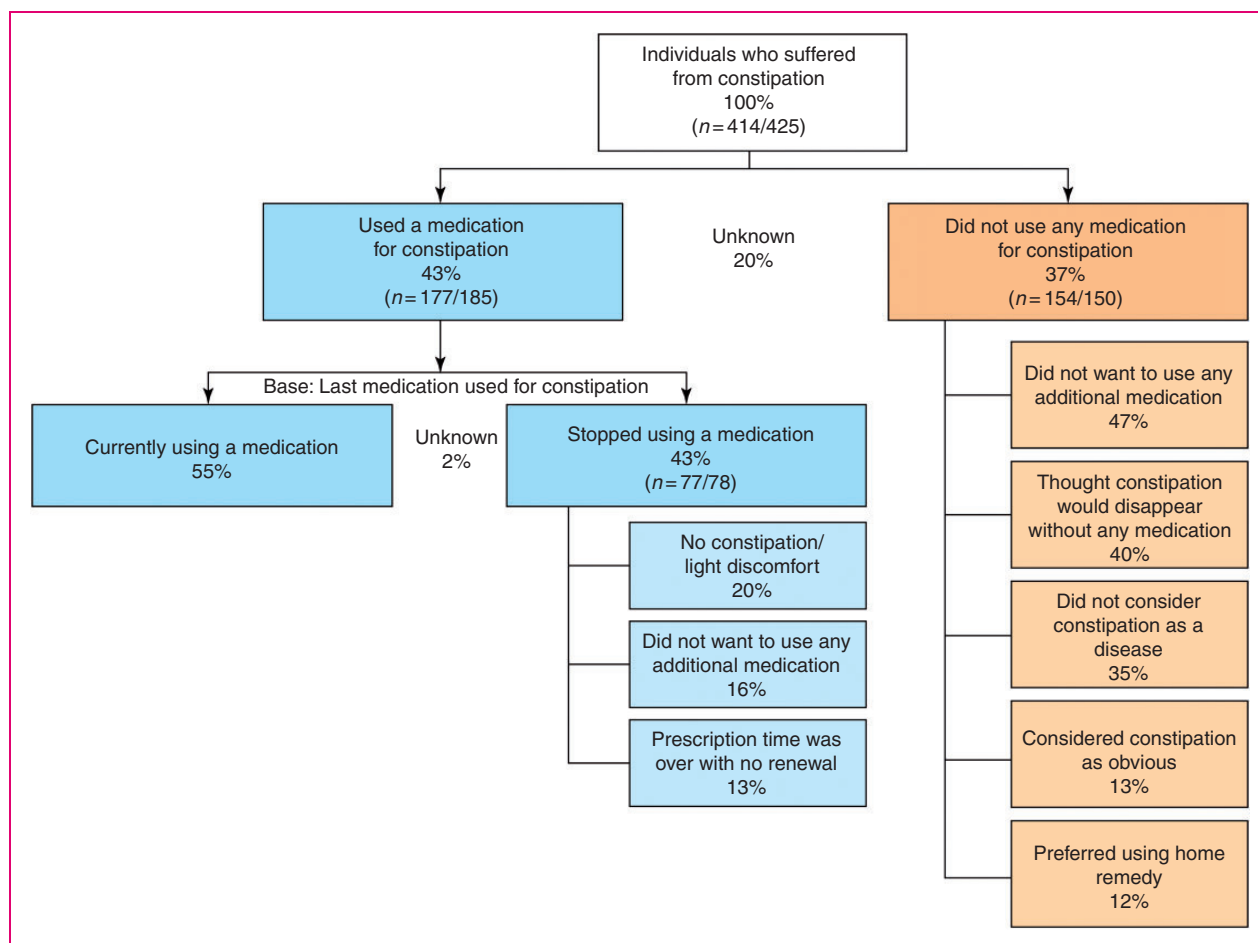 Individuals who suffered
from constipation
100%
(n=414/425)
Used a medication
for constipation
43%
(n=177/185)
Unknown
20%
Did not use any medication
for constipation
37%
(n=154/150)
Base: Last medication used for constipation
Currently using a medication
55%
Unknown
2%
Stopped using a medication
43%
(n=77/78)
No constipation/
light discomfort
20%
Did not want to use any
additional medication
16%
Prescription time was
over with no renewal
13%
Did not want to use any
additional medication
47%
Thought constipation
would disappear
without any medication
40%
Did not consider
constipation as a
disease
35%
Considered constipation
as obvious
13%
Preferred using home
remedy
12%